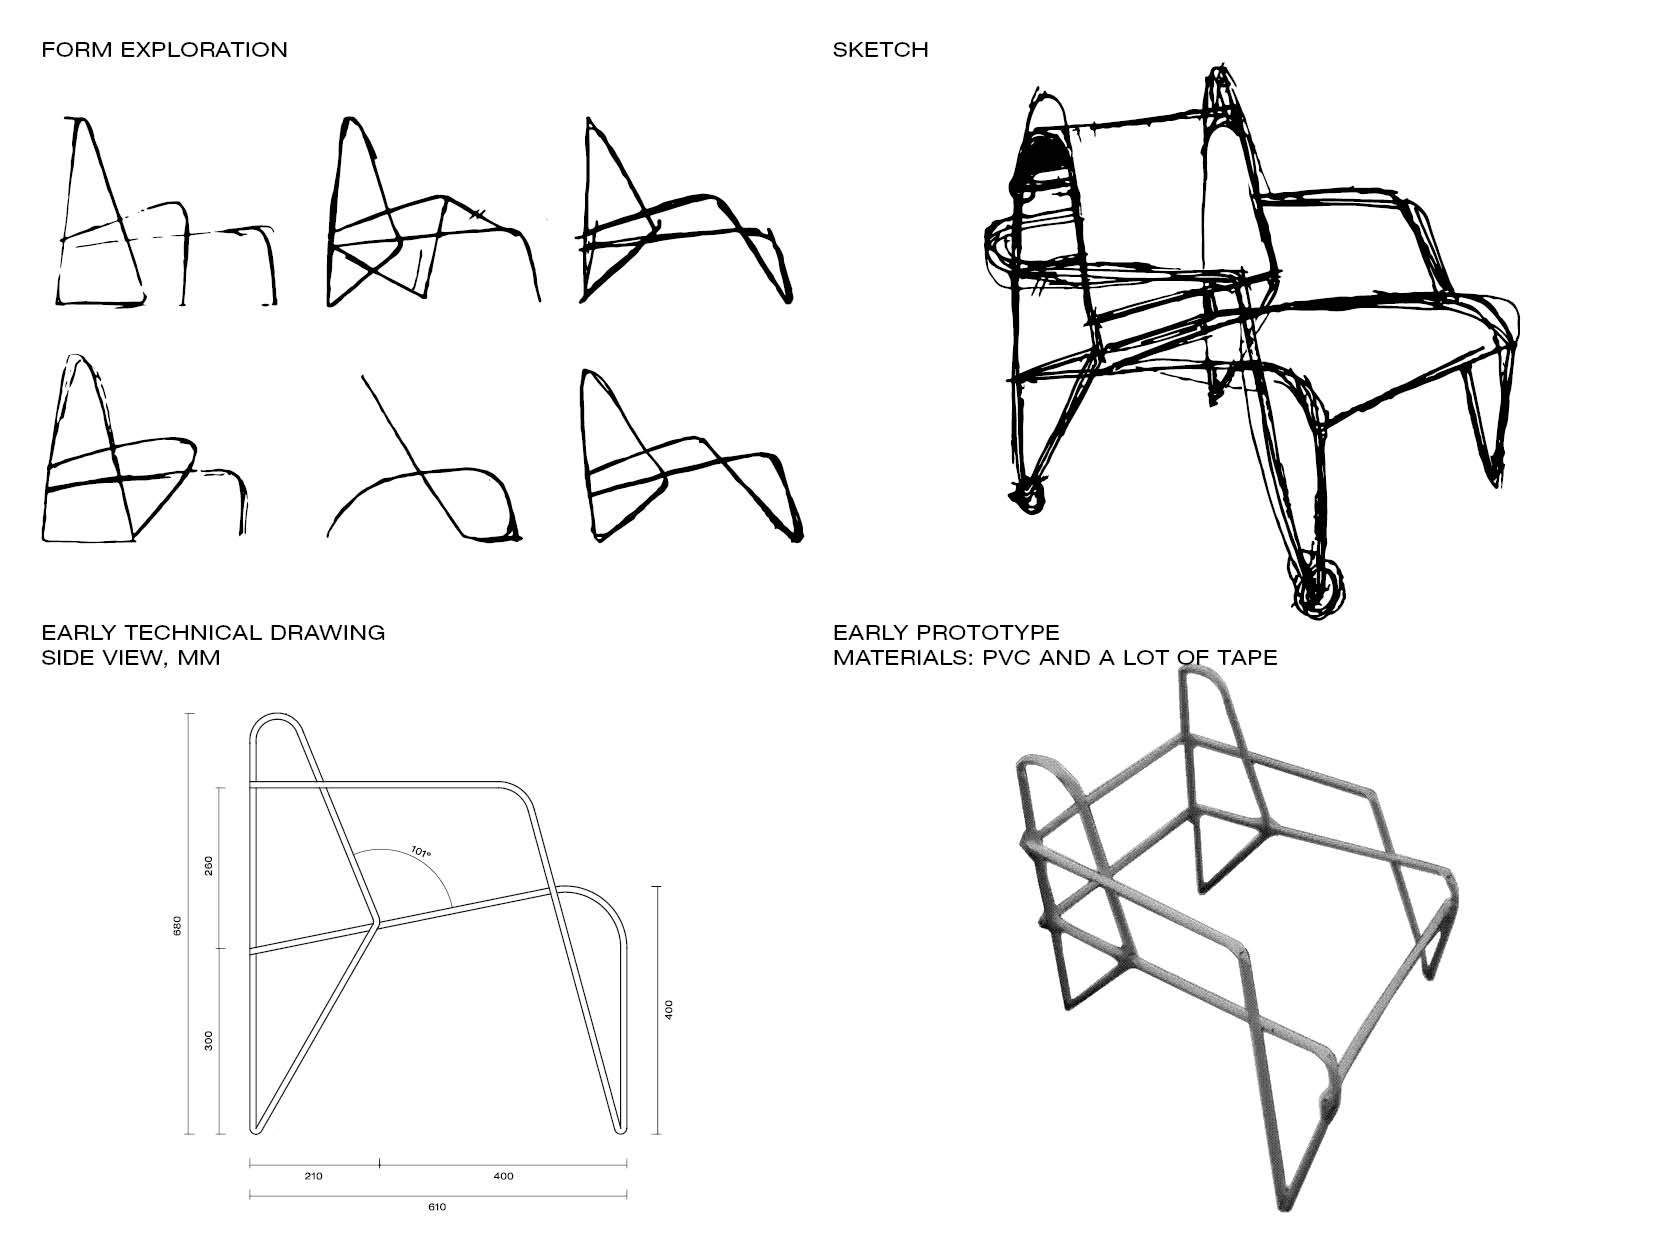 FORM EXPLORATION
SKETCH
EARLY TECHNICAL DRAWING
SIDE VIEW, MM
EARLY PROTOTYPE
MATERIALS: PVC AND A LOT OF TAPE
101°
260
680
300
400
210
400
610